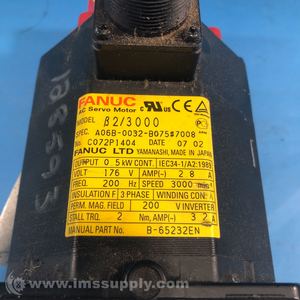 FANUC
AC Servo Motor
MODEL β2/3000
SPEC. A06B-0032-B075#7008
No. C072P1404 DATE 07 02
FANUC LTD YAMANASHI, MADE IN JAPAN
OUTPUT 0.5 kW CONT. IEC34-1/A2:1989
VOLT 176 V AMP(~) 2.8 A
FREQ. 200 Hz SPEED 3000 min⁻¹
INSULATION F 3 PHASE WINDING CONN. A
PERM. MAG. FIELD 200 V INVERTER
STALL TRQ. 2 Nm, AMP(~) 3.2 A
MANUAL PART No. B-65232EN
188593
www.imssupply.com